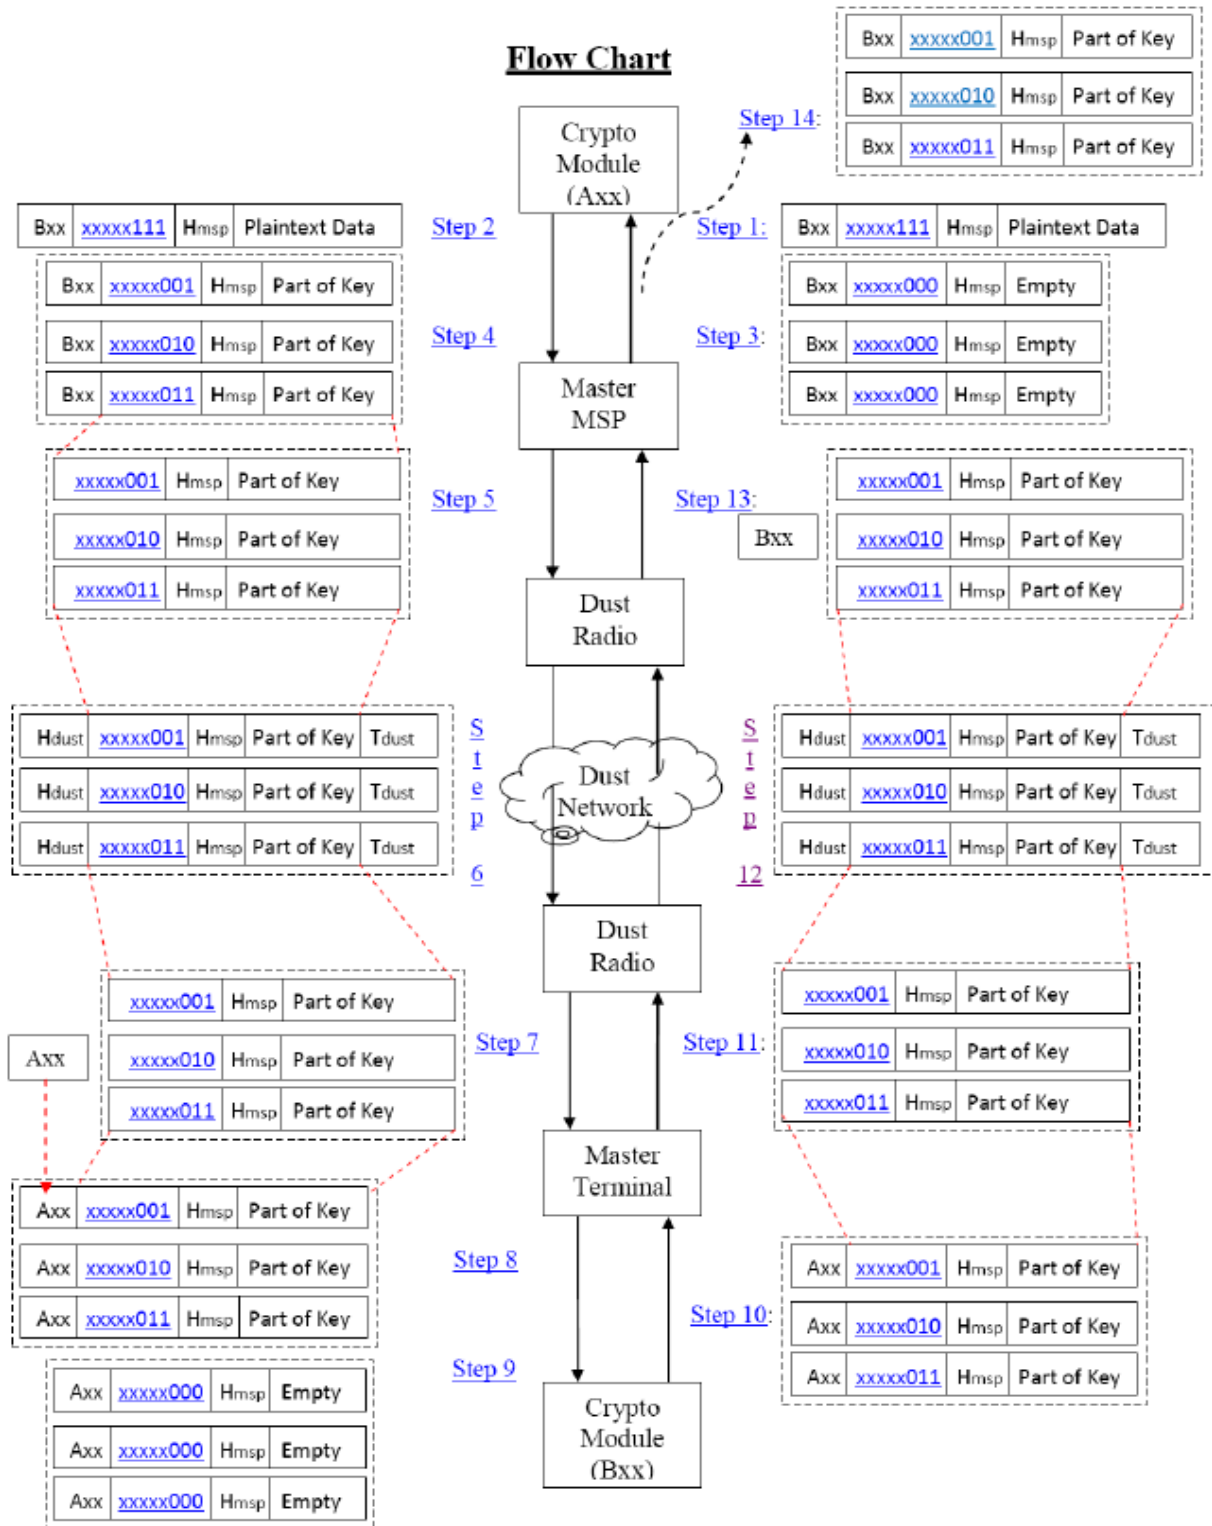 Flow Chart
Bxx xxxxx001 Hmsp Part of Key
Bxx xxxxx010 Hmsp Part of Key
Step 14:
Bxx xxxxx011 Hmsp Part of Key
Crypto
Module
(Axx)
Bxx xxxxx111 Hmsp Plaintext Data
Step 2
Step 1:
Bxx xxxxx111 Hmsp Plaintext Data
Bxx xxxxx001 Hmsp Part of Key
Bxx xxxxx010 Hmsp Part of Key
Bxx xxxxx011 Hmsp Part of Key
Step 4
Step 3:
Bxx xxxxx000 Hmsp Empty
Bxx xxxxx000 Hmsp Empty
Bxx xxxxx000 Hmsp Empty
Master
MSP
xxxxx001 Hmsp Part of Key
xxxxx010 Hmsp Part of Key
xxxxx011 Hmsp Part of Key
Step 5
Step 13:
Bxx
xxxxx001 Hmsp Part of Key
xxxxx010 Hmsp Part of Key
xxxxx011 Hmsp Part of Key
Dust
Radio
Hdust xxxxx001 Hmsp Part of Key Tdust
Hdust xxxxx010 Hmsp Part of Key Tdust
Hdust xxxxx011 Hmsp Part of Key Tdust
S
t
e
p
6
Dust
Network
S
t
e
p
12
Hdust xxxxx001 Hmsp Part of Key Tdust
Hdust xxxxx010 Hmsp Part of Key Tdust
Hdust xxxxx011 Hmsp Part of Key Tdust
Dust
Radio
xxxxx001 Hmsp Part of Key
xxxxx010 Hmsp Part of Key
xxxxx011 Hmsp Part of Key
Axx
Step 7
Step 11:
xxxxx001 Hmsp Part of Key
xxxxx010 Hmsp Part of Key
xxxxx011 Hmsp Part of Key
Master
Terminal
Axx xxxxx001 Hmsp Part of Key
Axx xxxxx010 Hmsp Part of Key
Axx xxxxx011 Hmsp Part of Key
Step 8
Step 10:
Axx xxxxx001 Hmsp Part of Key
Axx xxxxx010 Hmsp Part of Key
Axx xxxxx011 Hmsp Part of Key
Step 9
Axx xxxxx000 Hmsp Empty
Axx xxxxx000 Hmsp Empty
Axx xxxxx000 Hmsp Empty
Crypto
Module
(Bxx)